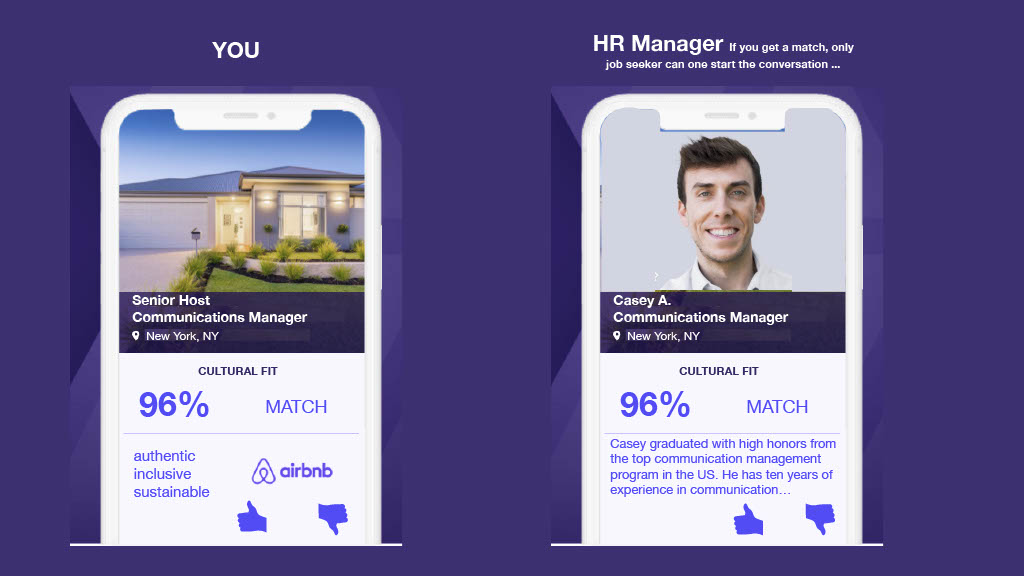 YOU
Senior Host
Communications Manager
New York, NY
CULTURAL FIT
96% MATCH
authentic
inclusive
sustainable
airbnb
HR Manager If you get a match, only
job seeker can one start the conversation ...
?
Casey A.
Communications Manager
New York, NY
CULTURAL FIT
96% MATCH
Casey graduated with high honors from
the top communication management
program in the US. He has ten years of
experience in communication…